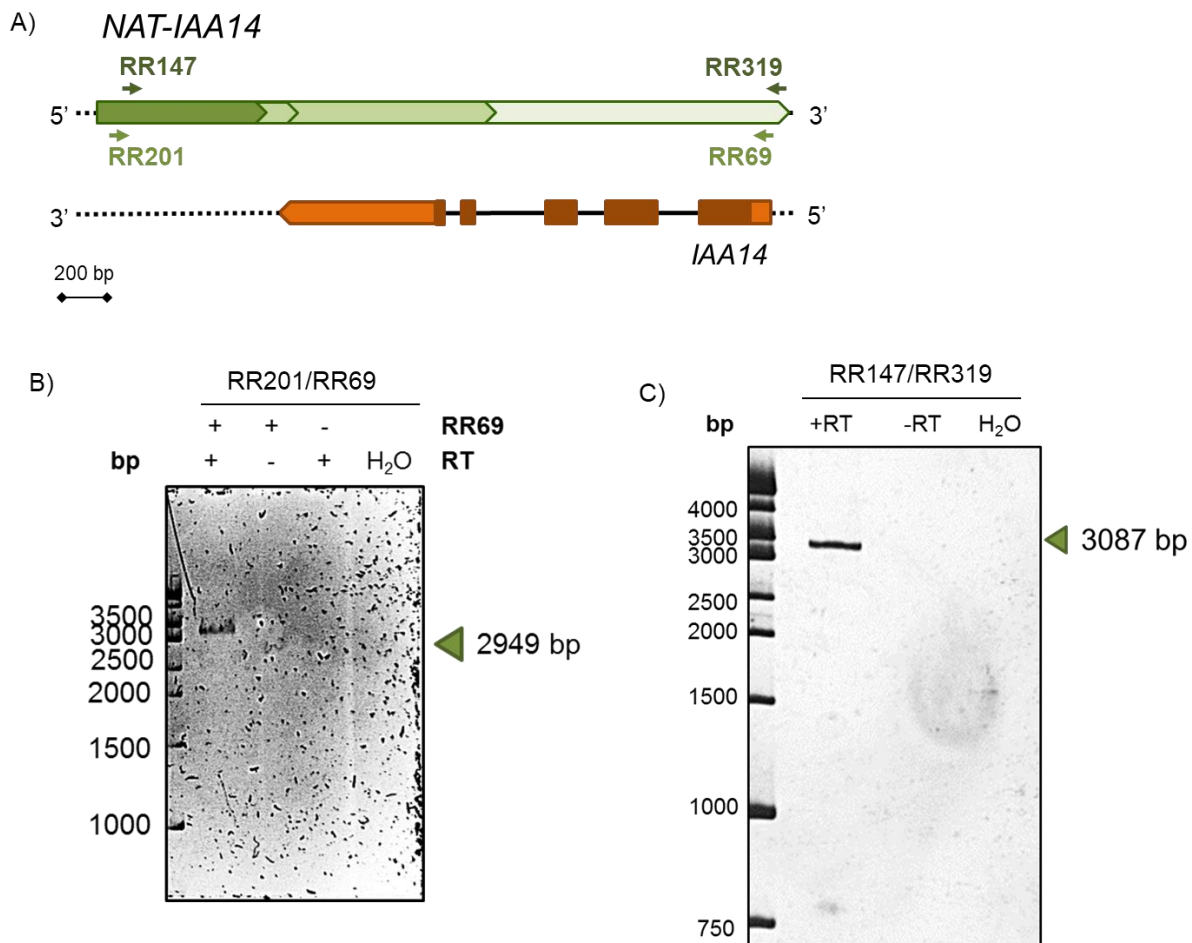 A)
NAT-IAA14
RR147
RR319
5’
3’
RR201
RR69
3’
5’
IAA14
200 bp
B)
RR201/RR69
+ + - RR69
bp + - + H₂O RT
3500
3000
2500
2000
1500
1000
2949 bp
C)
RR147/RR319
bp +RT -RT H₂O
4000
3500
3000
2500
2000
1500
1000
750
3087 bp